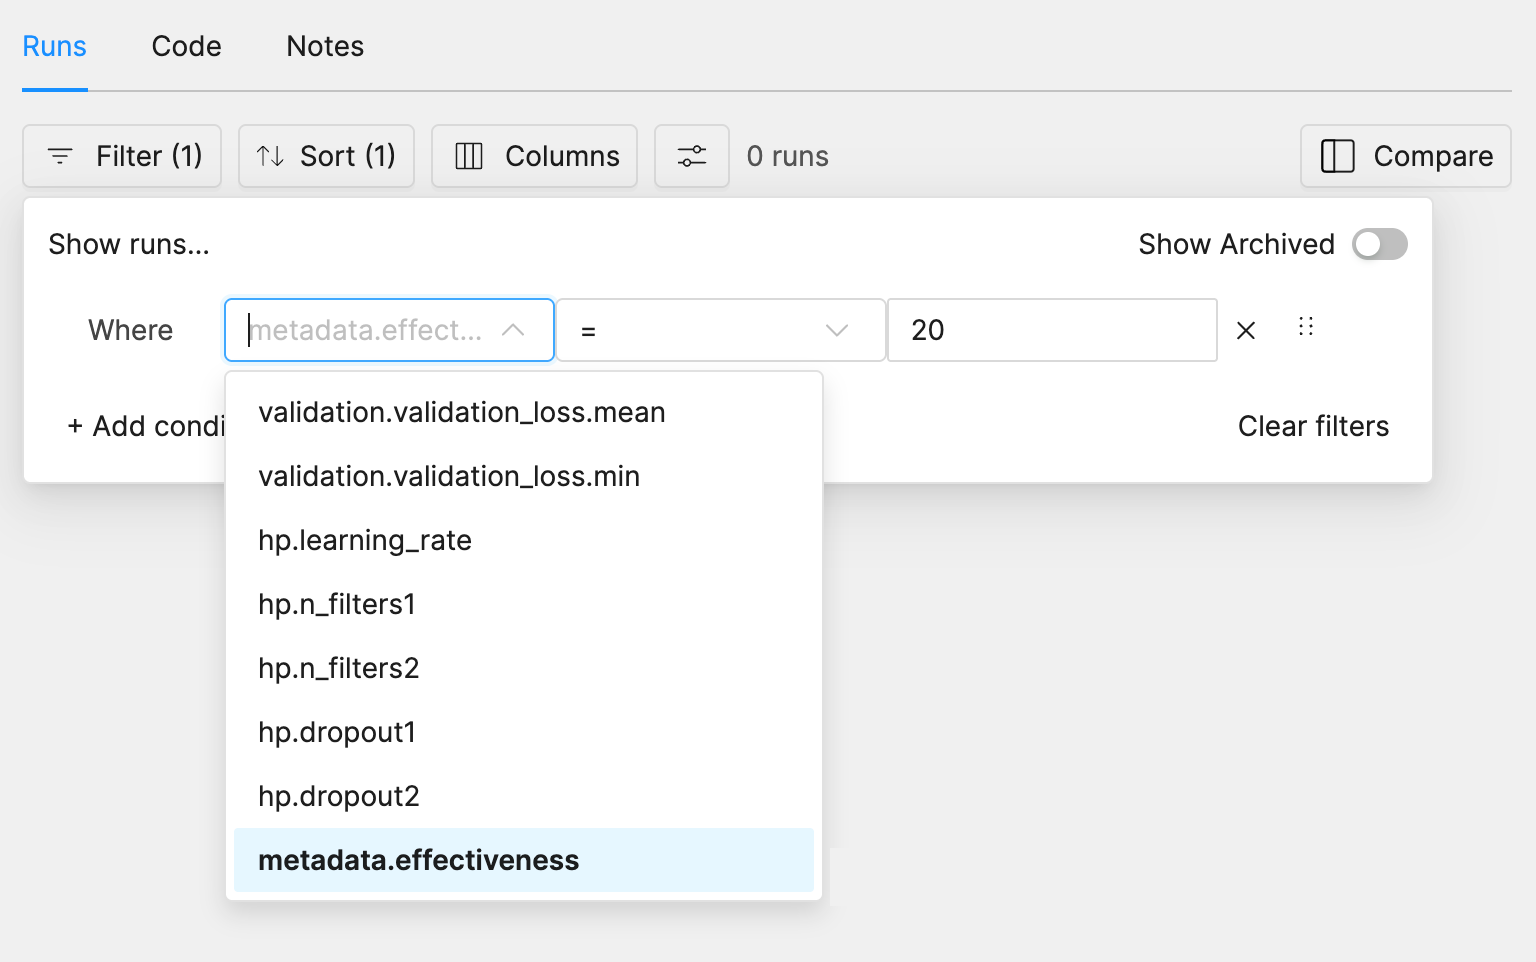 Runs Code Notes
Filter (1) Sort (1) Columns 0 runs Compare
Show runs... Show Archived
Where metadata.effect... = 20
+ Add condi Clear filters
validation.validation_loss.mean
validation.validation_loss.min
hp.learning_rate
hp.n_filters1
hp.n_filters2
hp.dropout1
hp.dropout2
metadata.effectiveness